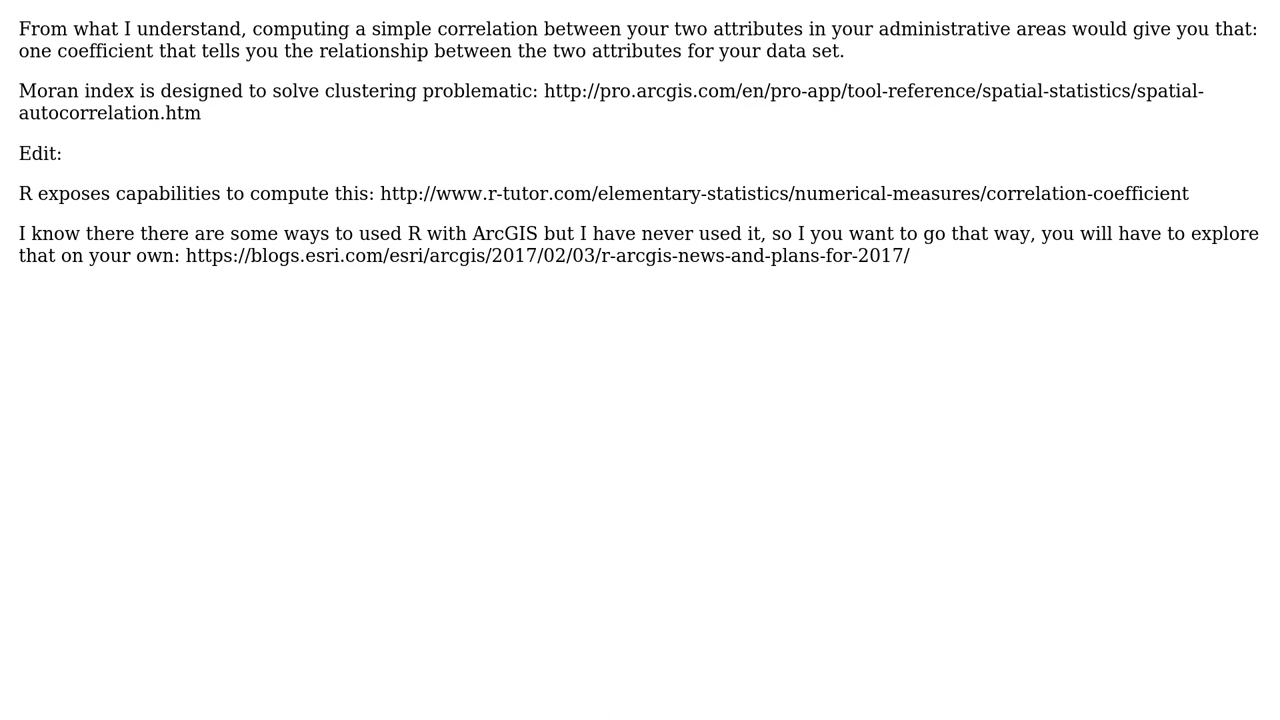 From what I understand, computing a simple correlation between your two attributes in your administrative areas would give you that:
one coefficient that tells you the relationship between the two attributes for your data set.
Moran index is designed to solve clustering problematic: http://pro.arcgis.com/en/pro-app/tool-reference/spatial-statistics/spatial-
autocorrelation.htm
Edit:
R exposes capabilities to compute this: http://www.r-tutor.com/elementary-statistics/numerical-measures/correlation-coefficient
I know there there are some ways to used R with ArcGIS but I have never used it, so I you want to go that way, you will have to explore
that on your own: https://blogs.esri.com/esri/arcgis/2017/02/03/r-arcgis-news-and-plans-for-2017/